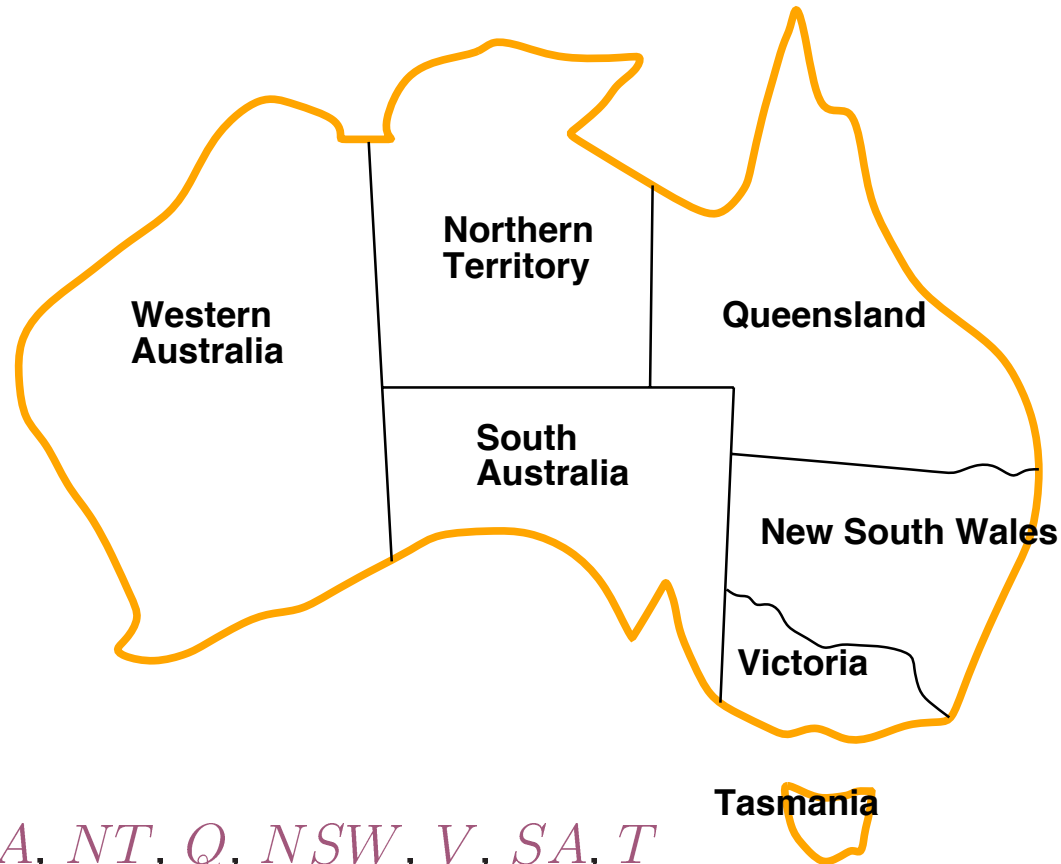 Northern
Territory
Western
Australia
Queensland
South
Australia
New South Wales
Victoria
Tasmania
A, NT, Q, NSW, V, SA, T